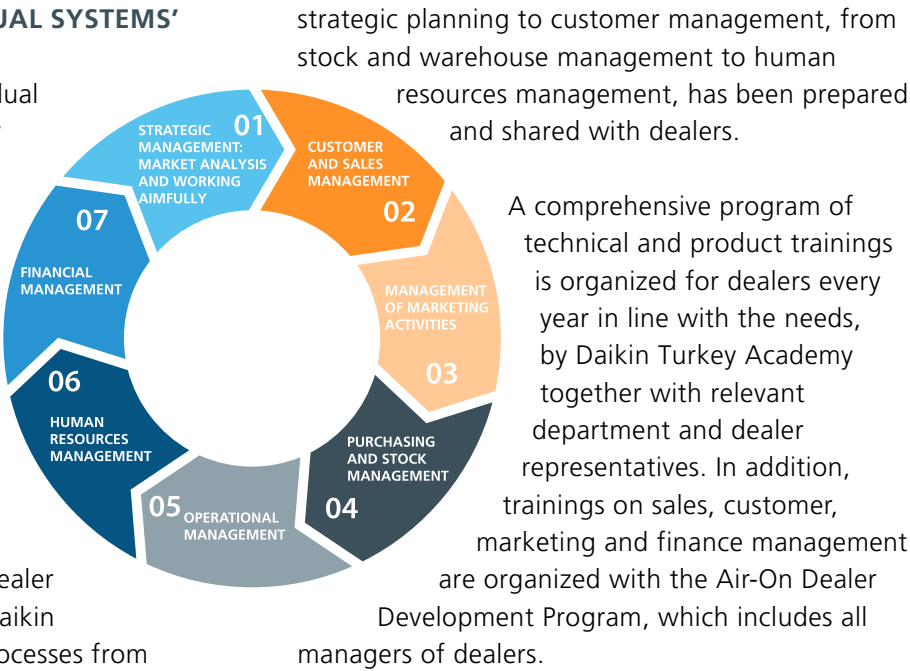 UAL SYSTEMS’
dual
ealer
aikin
ocesses from
STRATEGIC
MANAGEMENT:
MARKET ANALYSIS
AND WORKING
AIMFULLY
01
CUSTOMER
AND SALES
MANAGEMENT
02
MANAGEMENT
OF MARKETING
ACTIVITIES
03
PURCHASING
AND STOCK
MANAGEMENT
04
05
OPERATIONAL
MANAGEMENT
06
HUMAN
RESOURCES
MANAGEMENT
07
FINANCIAL
MANAGEMENT
strategic planning to customer management, from
stock and warehouse management to human
resources management, has been prepared
and shared with dealers.
A comprehensive program of
technical and product trainings
is organized for dealers every
year in line with the needs,
by Daikin Turkey Academy
together with relevant
department and dealer
representatives. In addition,
trainings on sales, customer,
marketing and finance management
are organized with the Air-On Dealer
Development Program, which includes all
managers of dealers.